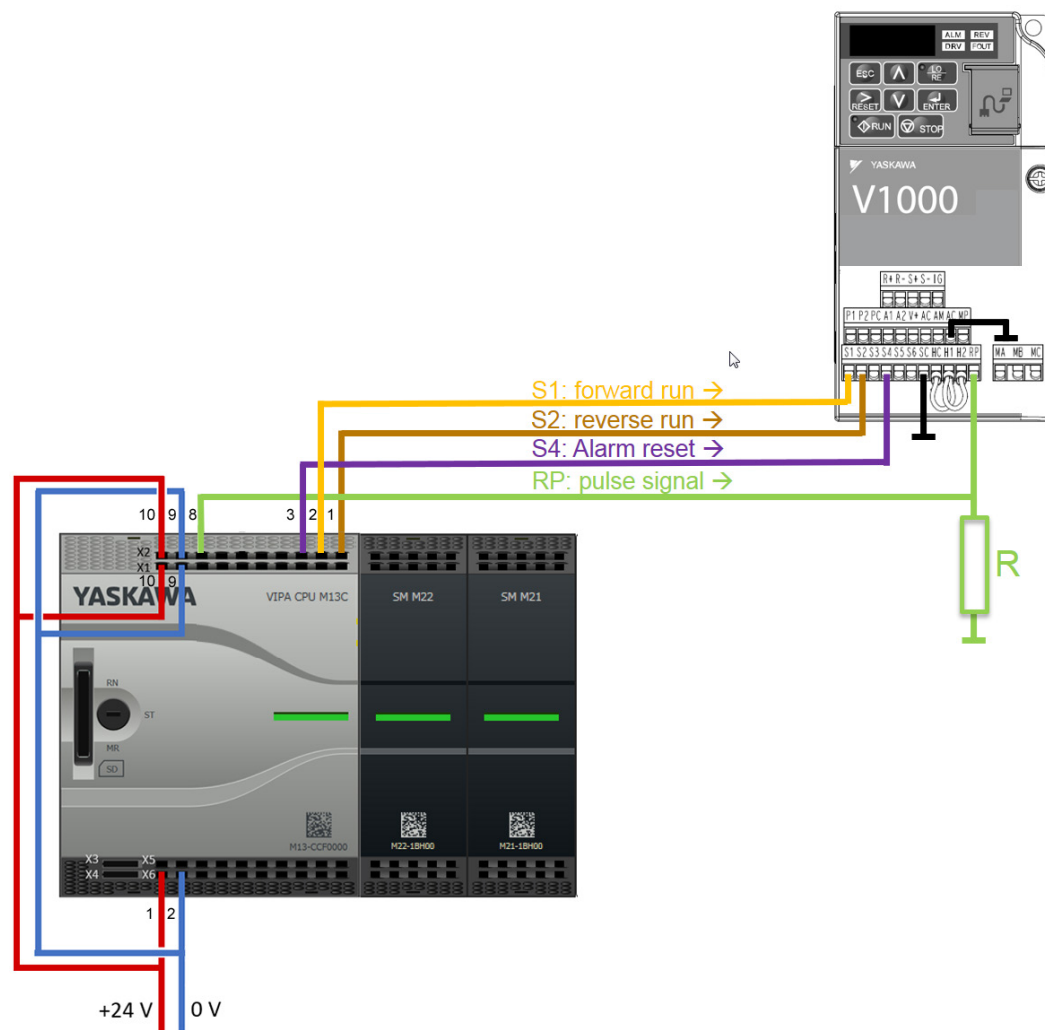 ALM REV
DRV FOUT
ESC LO
RE
RESET ENTER
RUN STOP
YASKAWA
V1000
R+ R- S+ S- IG
P1 P2 PC A1 A2 V+ AC AM AC MP
S1 S2 S3 S4 S5 S6 SC HC H1 H2 RP MA MB MC
S1: forward run →
S2: reverse run →
S4: Alarm reset →
RP: pulse signal →
10 9 8 3 2 1
X2
X1
10 9
YASKAWA VIPA CPU M13C SM M22 SM M21
R
RN
ST
MR
SD
M13-CCF0000 M22-1BH00 M21-1BH00
X3 X5
X4 X6
1 2
+24 V 0 V